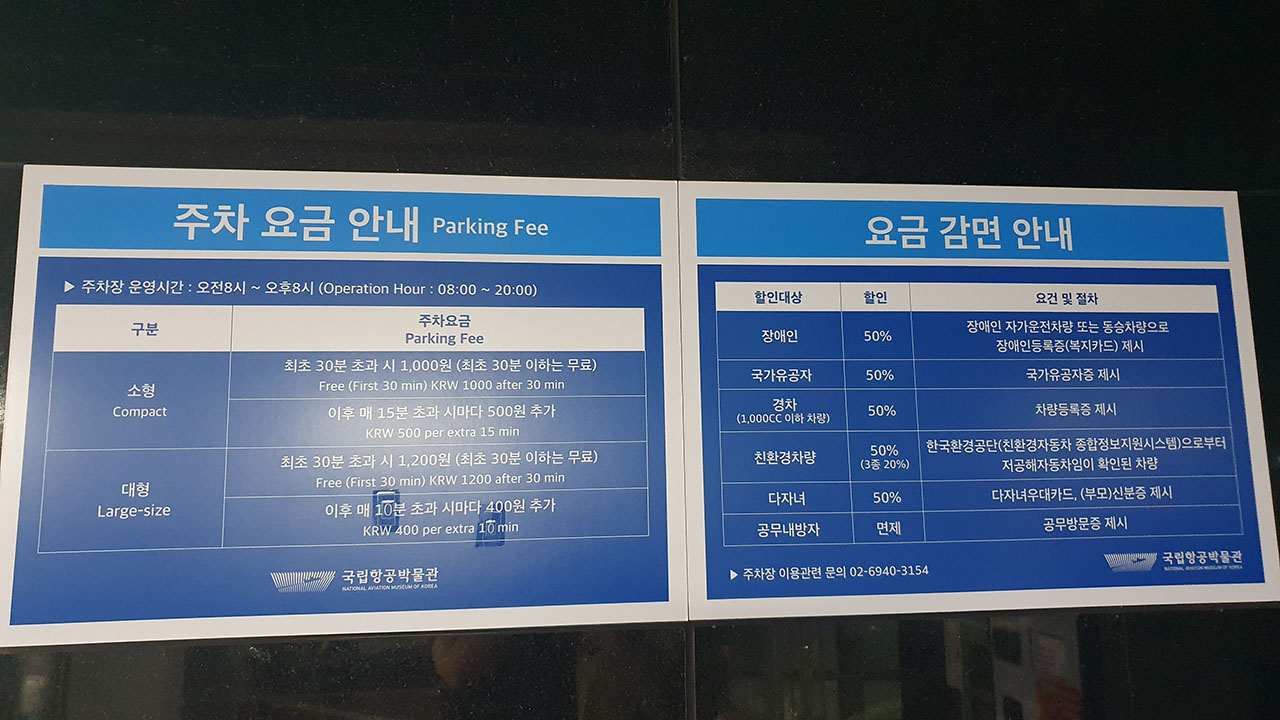 주차 요금 안내 Parking Fee
▶ 주차장 운영시간 : 오전8시 ~ 오후8시 (Operation Hour : 08:00 ~ 20:00)
구분
주차요금
Parking Fee
소형
Compact
최초 30분 초과 시 1,000원 (최초 30분 이하는 무료)
Free (First 30 min) KRW 1000 after 30 min
이후 매 15분 초과 시마다 500원 추가
KRW 500 per extra 15 min
대형
Large-size
최초 30분 초과 시 1,200원 (최초 30분 이하는 무료)
Free (First 30 min) KRW 1200 after 30 min
이후 매 10분 초과 시마다 400원 추가
KRW 400 per extra 10 min
국립항공박물관
NATIONAL AVIATION MUSEUM OF KOREA
요금 감면 안내
할인대상 할인 요건 및 절차
장애인 50% 장애인 자가운전차량 또는 동승차량으로
장애인등록증(복지카드) 제시
국가유공자 50% 국가유공자증 제시
경차
(1,000CC 이하 차량)
50% 차량등록증 제시
친환경차량
50%
(3종 20%)
한국환경공단(친환경자동차 종합정보지원시스템)으로부터
저공해자동차임이 확인된 차량
다자녀 50% 다자녀우대카드, (부모)신분증 제시
공무내방자 면제 공무방문증 제시
▶ 주차장 이용관련 문의 02-6940-3154
국립항공박물관
NATIONAL AVIATION MUSEUM OF KOREA